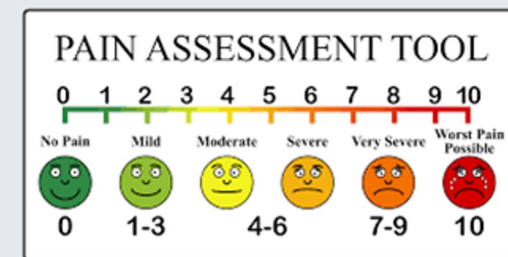 PAIN ASSESSMENT TOOL
0 1 2 3 4 5 6 7 8 9 10
No Pain Mild Moderate Severe Very Severe Worst Pain
Possible
0 1-3 4-6 7-9 10